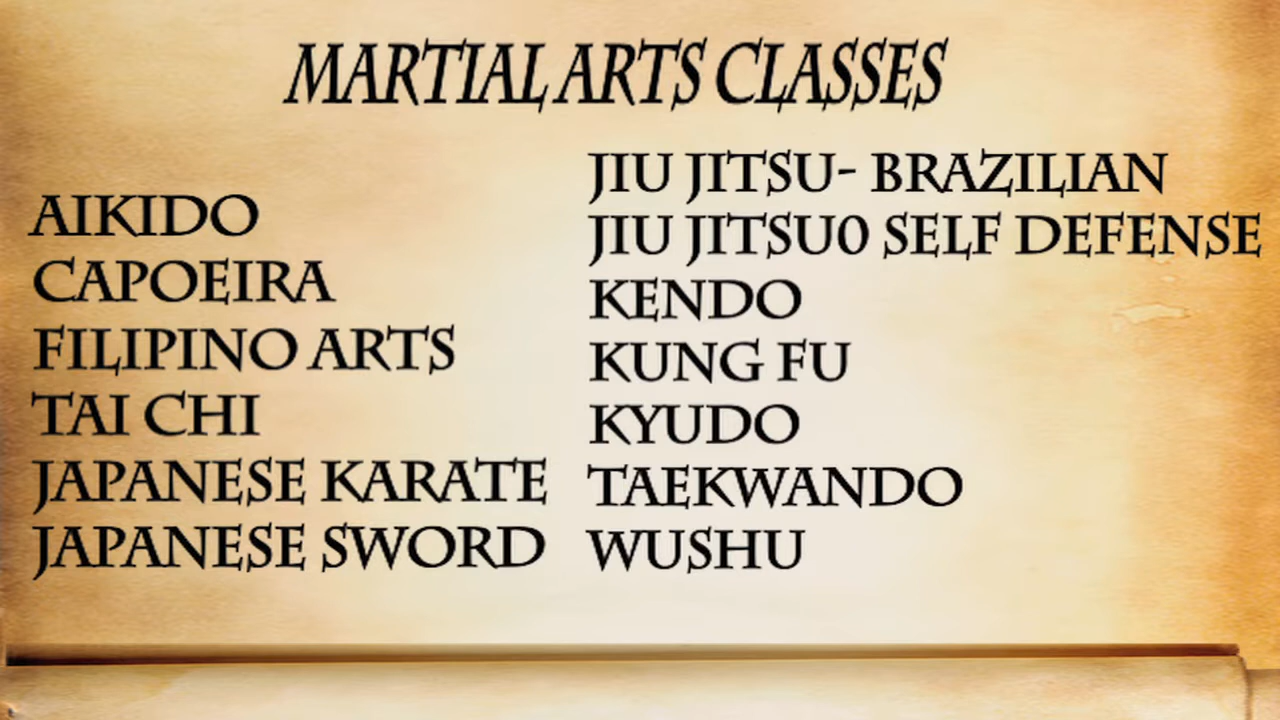 MARTIAL ARTS CLASSES
AIKIDO
CAPOEIRA
FILIPINO ARTS
TAI CHI
JAPANESE KARATE
JAPANESE SWORD
JIU JITSU- BRAZILIAN
JIU JITSU0 SELF DEFENSE
KENDO
KUNG FU
KYUDO
TAEKWANDO
WUSHU